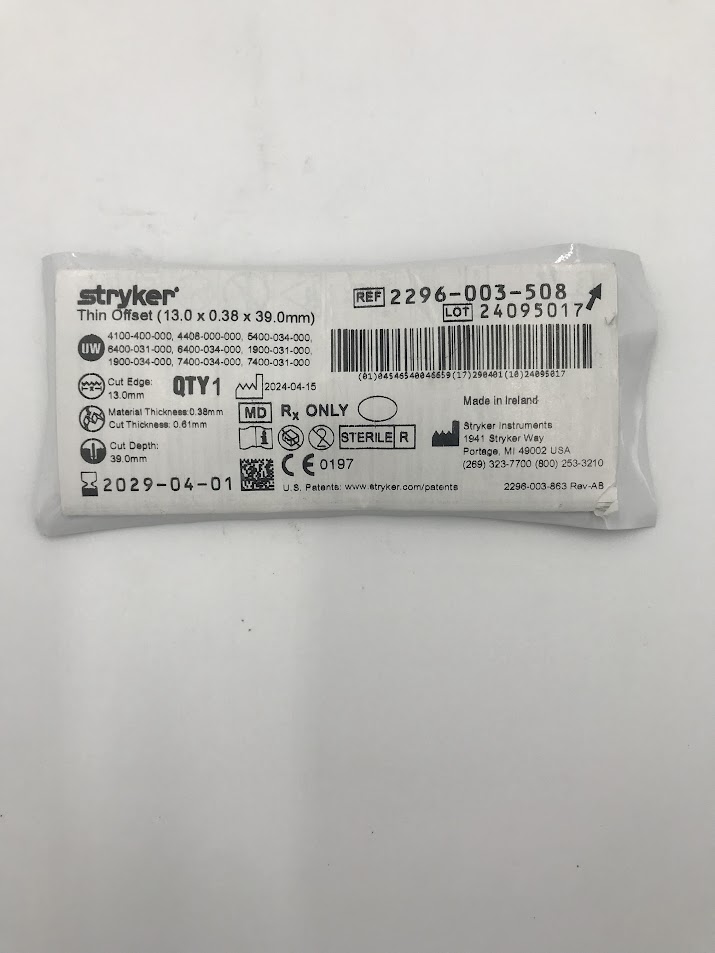 stryker®
Thin Offset (13.0 x 0.38 x 39.0mm)
REF 2296-003-508
LOT 24095017
UW
4100-400-000, 4408-000-000, 5400-034-000,
6400-031-000, 6400-034-000, 1900-031-000,
1900-034-000, 7400-034-000, 7400-031-000
(01)04546540046659(17)290401(10)24095017
Cut Edge:
13.0mm
QTY 1
2024-04-15
Made in Ireland
Material Thickness:0.38mm
Cut Thickness: 0.61mm
MD Rx ONLY
Stryker Instruments
1941 Stryker Way
Portage, MI 49002 USA
(269) 323-7700 (800) 253-3210
STERILE R
Cut Depth:
39.0mm
CE 0197
2029-04-01
U.S. Patents: www.stryker.com/patents
2296-003-863 Rev-AB